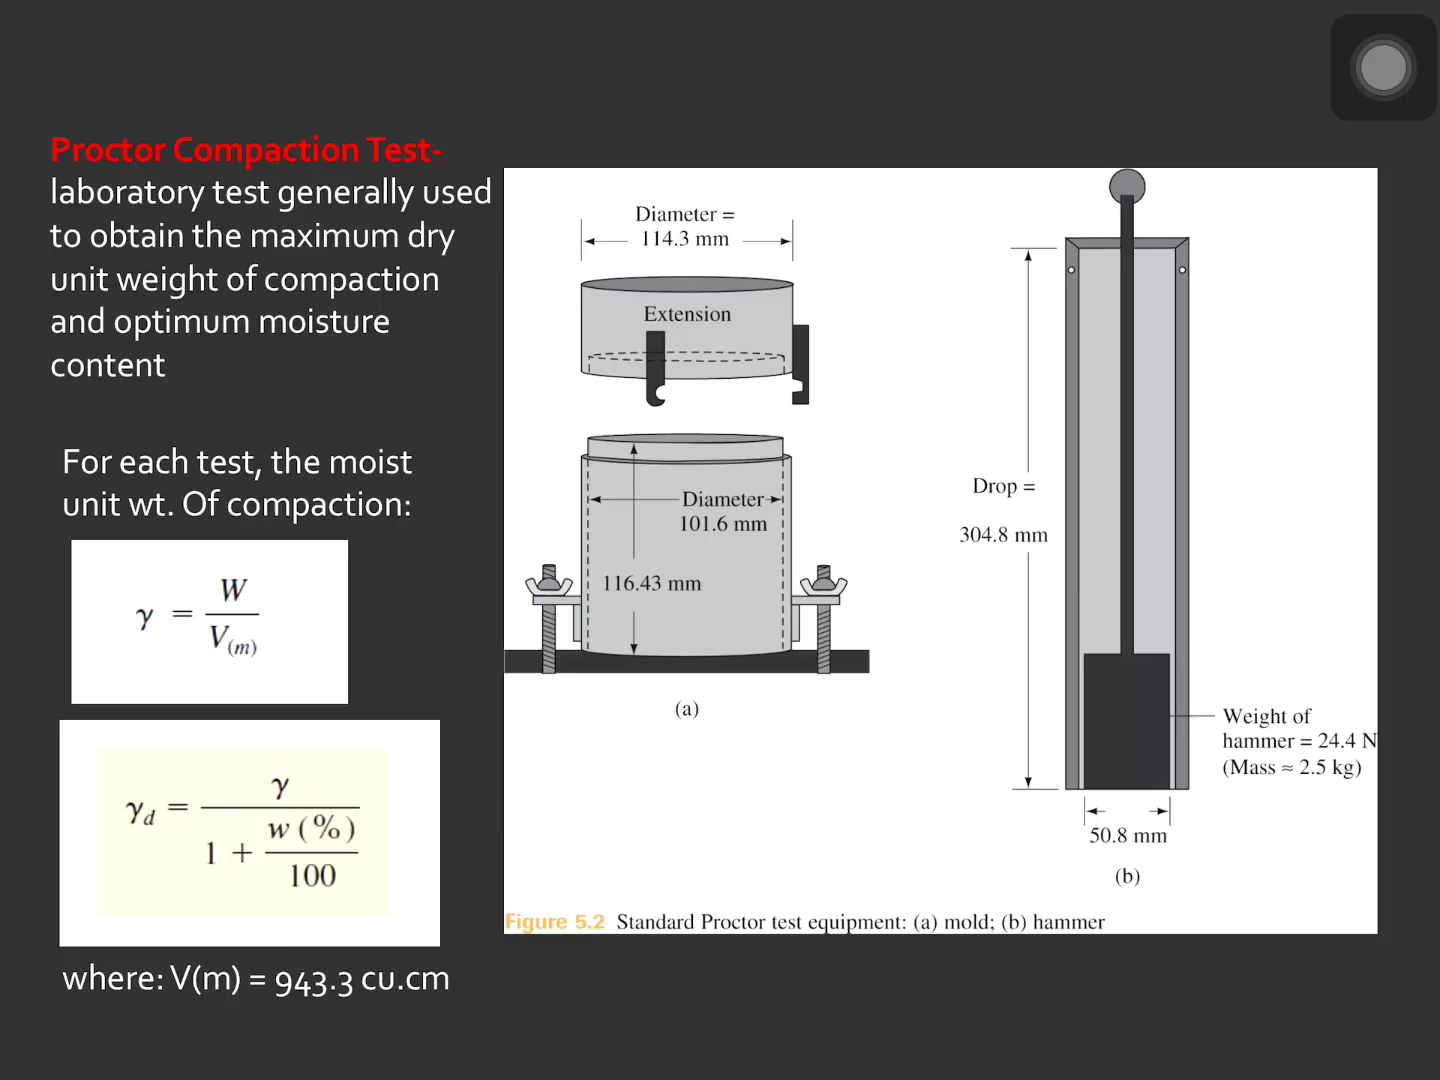 Proctor Compaction Test-
laboratory test generally used
to obtain the maximum dry
unit weight of compaction
and optimum moisture
content
For each test, the moist
unit wt. Of compaction:
γ = W / V(m)
γd = γ / (1 + w (%) / 100)
where: V(m) = 943.3 cu.cm
Diameter =
114.3 mm
Extension
Diameter
101.6 mm
116.43 mm
(a)
Drop =
304.8 mm
Weight of
hammer = 24.4 N
(Mass ≈ 2.5 kg)
50.8 mm
(b)
Figure 5.2 Standard Proctor test equipment: (a) mold; (b) hammer